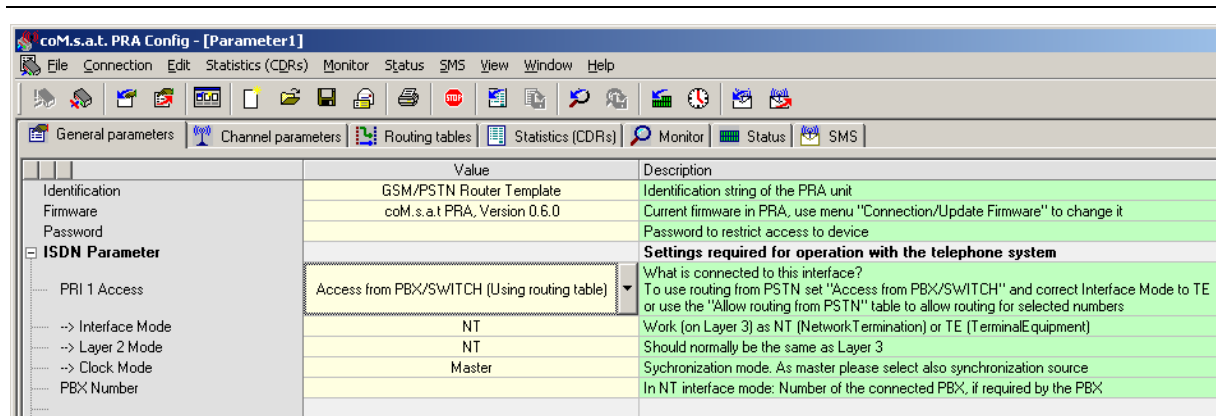 coM.s.a.t. PRA Config - [Parameter1]
File Connection Edit Statistics (CDRs) Monitor Status SMS View Window Help
STOP
General parameters Channel parameters Routing tables Statistics (CDRs) Monitor Status SMS
Value Description
Identification GSM/PSTN Router Template Identification string of the PRA unit
Firmware coM.s.a.t PRA, Version 0.6.0 Current firmware in PRA, use menu "Connection/Update Firmware" to change it
Password Password to restrict access to device
ISDN Parameter Settings required for operation with the telephone system
PRI 1 Access Access from PBX/SWITCH (Using routing table) What is connected to this interface?
To use routing from PSTN set "Access from PBX/SWITCH" and correct Interface Mode to TE
or use the "Allow routing from PSTN" table to allow routing for selected numbers
--> Interface Mode NT Work (on Layer 3) as NT (NetworkTermination) or TE (TerminalEquipment)
--> Layer 2 Mode NT Should normally be the same as Layer 3
--> Clock Mode Master Sychronization mode. As master please select also synchronization source
PBX Number In NT interface mode: Number of the connected PBX, if required by the PBX